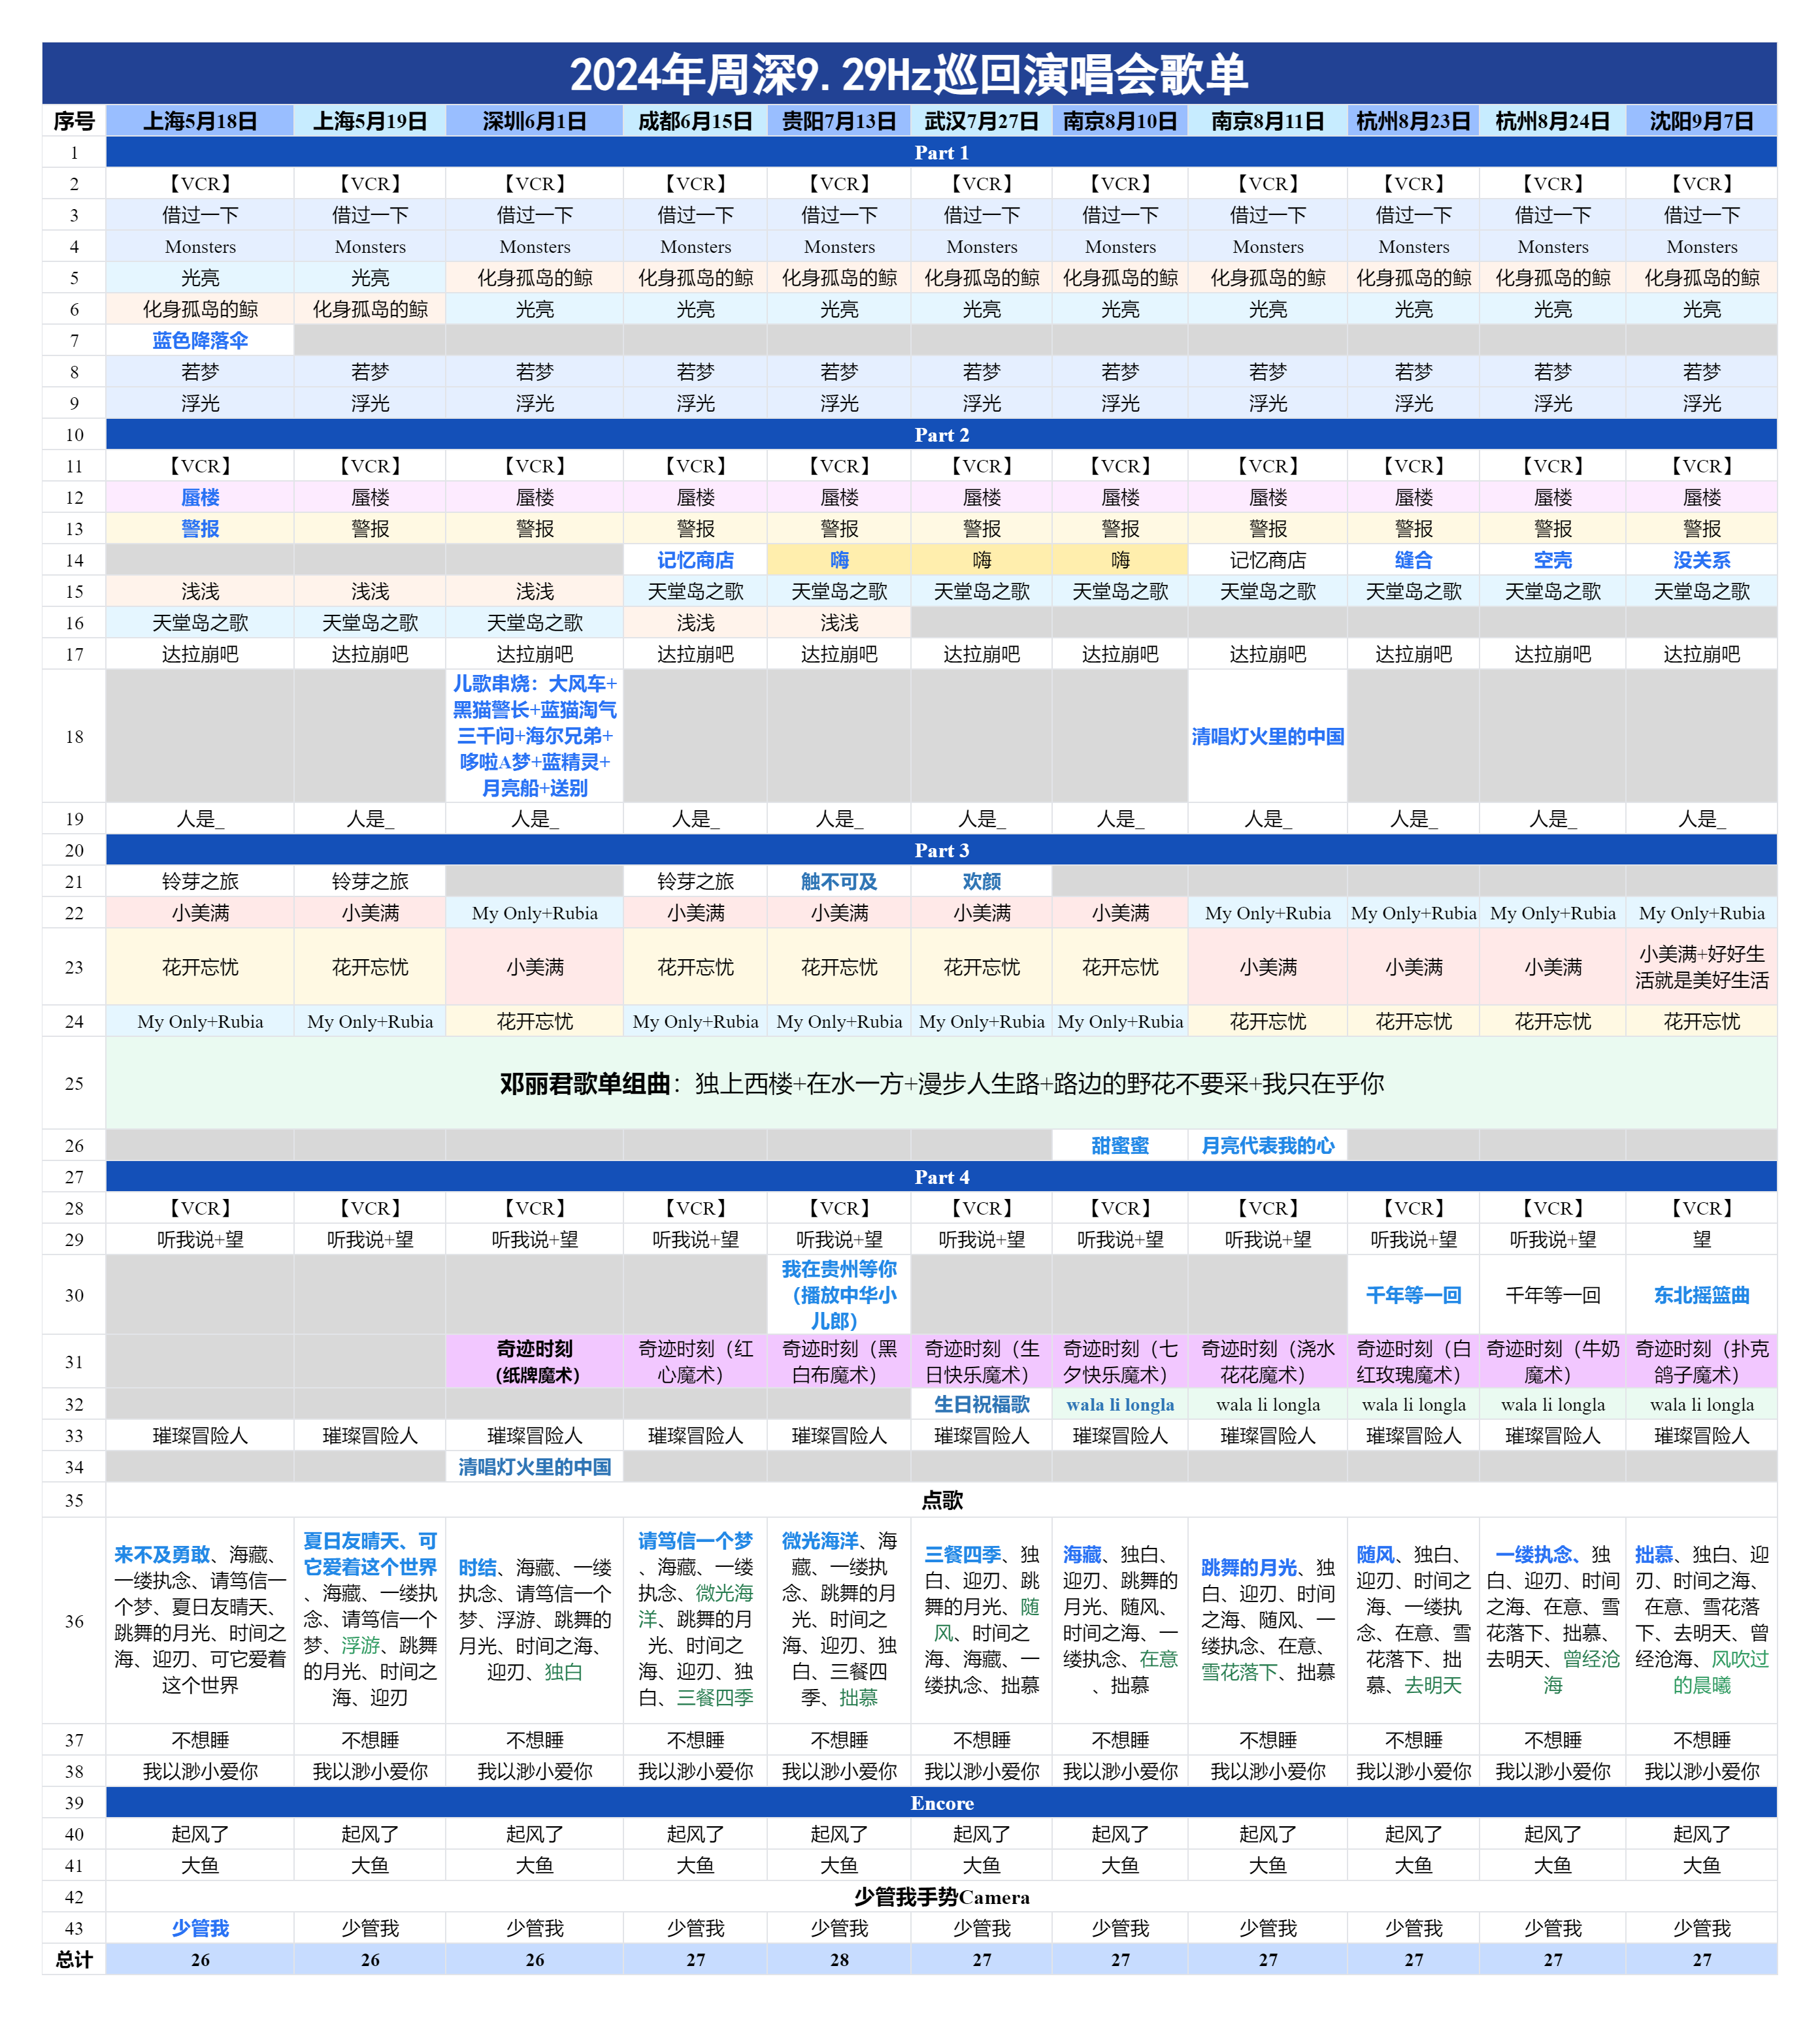 2024年周深9.29Hz巡回演唱会歌单
序号 上海5月18日 上海5月19日 深圳6月1日 成都6月15日 贵阳7月13日 武汉7月27日 南京8月10日 南京8月11日 杭州8月23日 杭州8月24日 沈阳9月7日
1 Part 1
2 【VCR】 【VCR】 【VCR】 【VCR】 【VCR】 【VCR】 【VCR】 【VCR】 【VCR】 【VCR】 【VCR】
3 借过一下 借过一下 借过一下 借过一下 借过一下 借过一下 借过一下 借过一下 借过一下 借过一下 借过一下
4 Monsters Monsters Monsters Monsters Monsters Monsters Monsters Monsters Monsters Monsters Monsters
5 光亮 光亮 化身孤岛的鲸 化身孤岛的鲸 化身孤岛的鲸 化身孤岛的鲸 化身孤岛的鲸 化身孤岛的鲸 化身孤岛的鲸 化身孤岛的鲸 化身孤岛的鲸
6 化身孤岛的鲸 化身孤岛的鲸 光亮 光亮 光亮 光亮 光亮 光亮 光亮 光亮 光亮
7 蓝色降落伞
8 若梦 若梦 若梦 若梦 若梦 若梦 若梦 若梦 若梦 若梦 若梦
9 浮光 浮光 浮光 浮光 浮光 浮光 浮光 浮光 浮光 浮光 浮光
10 Part 2
11 【VCR】 【VCR】 【VCR】 【VCR】 【VCR】 【VCR】 【VCR】 【VCR】 【VCR】 【VCR】 【VCR】
12 蜃楼 蜃楼 蜃楼 蜃楼 蜃楼 蜃楼 蜃楼 蜃楼 蜃楼 蜃楼 蜃楼
13 警报 警报 警报 警报 警报 警报 警报 警报 警报 警报 警报
14 记忆商店 嗨 嗨 嗨 记忆商店 缝合 空壳 没关系
15 浅浅 浅浅 浅浅 天堂岛之歌 天堂岛之歌 天堂岛之歌 天堂岛之歌 天堂岛之歌 天堂岛之歌 天堂岛之歌 天堂岛之歌
16 天堂岛之歌 天堂岛之歌 天堂岛之歌 浅浅 浅浅
17 达拉崩吧 达拉崩吧 达拉崩吧 达拉崩吧 达拉崩吧 达拉崩吧 达拉崩吧 达拉崩吧 达拉崩吧 达拉崩吧 达拉崩吧
18
儿歌串烧：大风车+
黑猫警长+蓝猫淘气
三千问+海尔兄弟+
哆啦A梦+蓝精灵+
月亮船+送别
清唱灯火里的中国
19 人是_ 人是_ 人是_ 人是_ 人是_ 人是_ 人是_ 人是_ 人是_ 人是_ 人是_
20 Part 3
21 铃芽之旅 铃芽之旅 铃芽之旅 触不可及 欢颜
22 小美满 小美满 My Only+Rubia 小美满 小美满 小美满 小美满 My Only+Rubia My Only+Rubia My Only+Rubia My Only+Rubia
23 花开忘忧 花开忘忧 小美满 花开忘忧 花开忘忧 花开忘忧 花开忘忧 小美满 小美满 小美满
小美满+好好生
活就是美好生活
24 My Only+Rubia My Only+Rubia 花开忘忧 My Only+Rubia My Only+Rubia My Only+Rubia My Only+Rubia 花开忘忧 花开忘忧 花开忘忧 花开忘忧
25 邓丽君歌单组曲：独上西楼+在水一方+漫步人生路+路边的野花不要采+我只在乎你
26 甜蜜蜜 月亮代表我的心
27 Part 4
28 【VCR】 【VCR】 【VCR】 【VCR】 【VCR】 【VCR】 【VCR】 【VCR】 【VCR】 【VCR】 【VCR】
29 听我说+望 听我说+望 听我说+望 听我说+望 听我说+望 听我说+望 听我说+望 听我说+望 听我说+望 听我说+望 望
30
我在贵州等你
（播放中华小
儿郎）
千年等一回 千年等一回 东北摇篮曲
31
奇迹时刻
（纸牌魔术）
奇迹时刻（红
心魔术）
奇迹时刻（黑
白布魔术）
奇迹时刻（生
日快乐魔术）
奇迹时刻（七
夕快乐魔术）
奇迹时刻（浇水
花花魔术）
奇迹时刻（白
红玫瑰魔术）
奇迹时刻（牛奶
魔术）
奇迹时刻（扑克
鸽子魔术）
32 生日祝福歌 wala li longla wala li longla wala li longla wala li longla wala li longla
33 璀璨冒险人 璀璨冒险人 璀璨冒险人 璀璨冒险人 璀璨冒险人 璀璨冒险人 璀璨冒险人 璀璨冒险人 璀璨冒险人 璀璨冒险人 璀璨冒险人
34 清唱灯火里的中国
35 点歌
36
来不及勇敢、海藏、
一缕执念、请笃信一
个梦、夏日友晴天、
跳舞的月光、时间之
海、迎刃、可它爱着
这个世界
夏日友晴天、可
它爱着这个世界
、海藏、一缕执
念、请笃信一个
梦、浮游、跳舞
的月光、时间之
海、迎刃
时结、海藏、一缕
执念、请笃信一个
梦、浮游、跳舞的
月光、时间之海、
迎刃、独白
请笃信一个梦
、海藏、一缕
执念、微光海
洋、跳舞的月
光、时间之
海、迎刃、独
白、三餐四季
微光海洋、海
藏、一缕执
念、跳舞的月
光、时间之
海、迎刃、独
白、三餐四
季、拙慕
三餐四季、独
白、迎刃、跳
舞的月光、随
风、时间之
海、海藏、一
缕执念、拙慕
海藏、独白、
迎刃、跳舞的
月光、随风、
时间之海、一
缕执念、在意
、拙慕
跳舞的月光、独
白、迎刃、时间
之海、随风、一
缕执念、在意、
雪花落下、拙慕
随风、独白、
迎刃、时间之
海、一缕执
念、在意、雪
花落下、拙
慕、去明天
一缕执念、独
白、迎刃、时间
之海、在意、雪
花落下、拙慕、
去明天、曾经沧
海
拙慕、独白、迎
刃、时间之海、
在意、雪花落
下、去明天、曾
经沧海、风吹过
的晨曦
37 不想睡 不想睡 不想睡 不想睡 不想睡 不想睡 不想睡 不想睡 不想睡 不想睡 不想睡
38 我以渺小爱你 我以渺小爱你 我以渺小爱你 我以渺小爱你 我以渺小爱你 我以渺小爱你 我以渺小爱你 我以渺小爱你 我以渺小爱你 我以渺小爱你 我以渺小爱你
39 Encore
40 起风了 起风了 起风了 起风了 起风了 起风了 起风了 起风了 起风了 起风了 起风了
41 大鱼 大鱼 大鱼 大鱼 大鱼 大鱼 大鱼 大鱼 大鱼 大鱼 大鱼
42 少管我手势Camera
43 少管我 少管我 少管我 少管我 少管我 少管我 少管我 少管我 少管我 少管我 少管我
总计 26 26 26 27 28 27 27 27 27 27 27